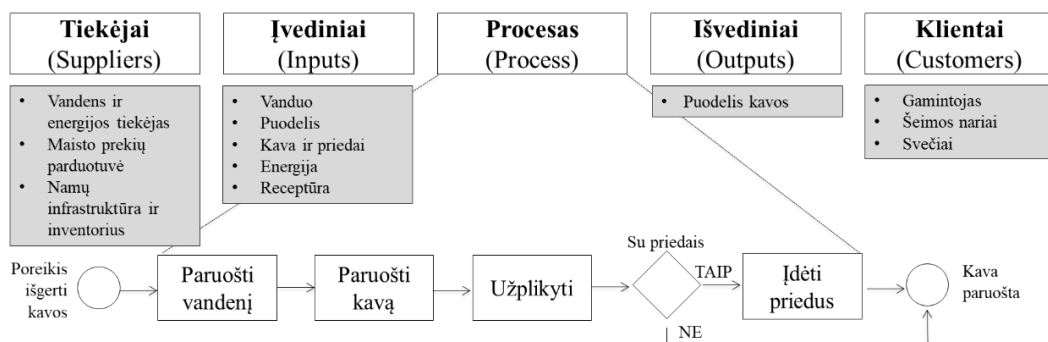 Tiekėjai
(Suppliers)
Įvediniai
(Inputs)
Procesas
(Process)
Išvediniai
(Outputs)
Klientai
(Customers)
• Vandens ir
energijos tiekėjas
• Maisto prekių
parduotuvė
• Namų
infrastruktūra ir
inventorius
• Vanduo
• Puodelis
• Kava ir priedai
• Energija
• Receptūra
• Puodelis kavos
• Gamintojas
• Šeimos nariai
• Svečiai
Poreikis
išgerti
kavos
Paruošti
vandenį
Paruošti
kavą
Užplikyti
Su priedais
TAIP
NE
Įdėti
priedus
Kava
paruošta